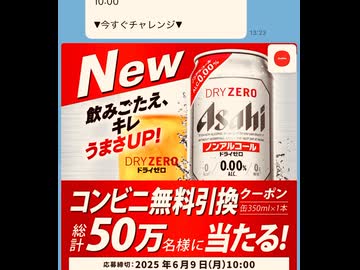 10:00
▼今すぐチャレンジ▼
13:23
New
飲みごたえ、
キレ
うまさUP!
ALC.0.00%
DRY ZERO
Asahi
ノンアルコール
ドライゼロ
0.00%
ALC.
DRY ZERO
ドライゼロ
コンビニ無料引換クーポン
缶350ml×1本
総計50万名様に当たる!
応募締切:2025年6月9日(月)10:00